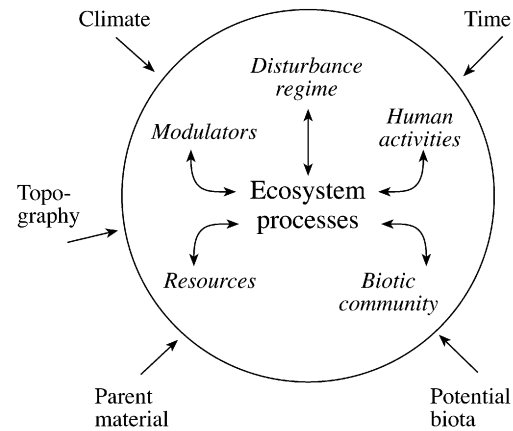 Climate
Time
Disturbance
regime
Modulators
Human
activities
Topo-
graphy
Ecosystem
processes
Resources
Biotic
community
Parent
material
Potential
biota